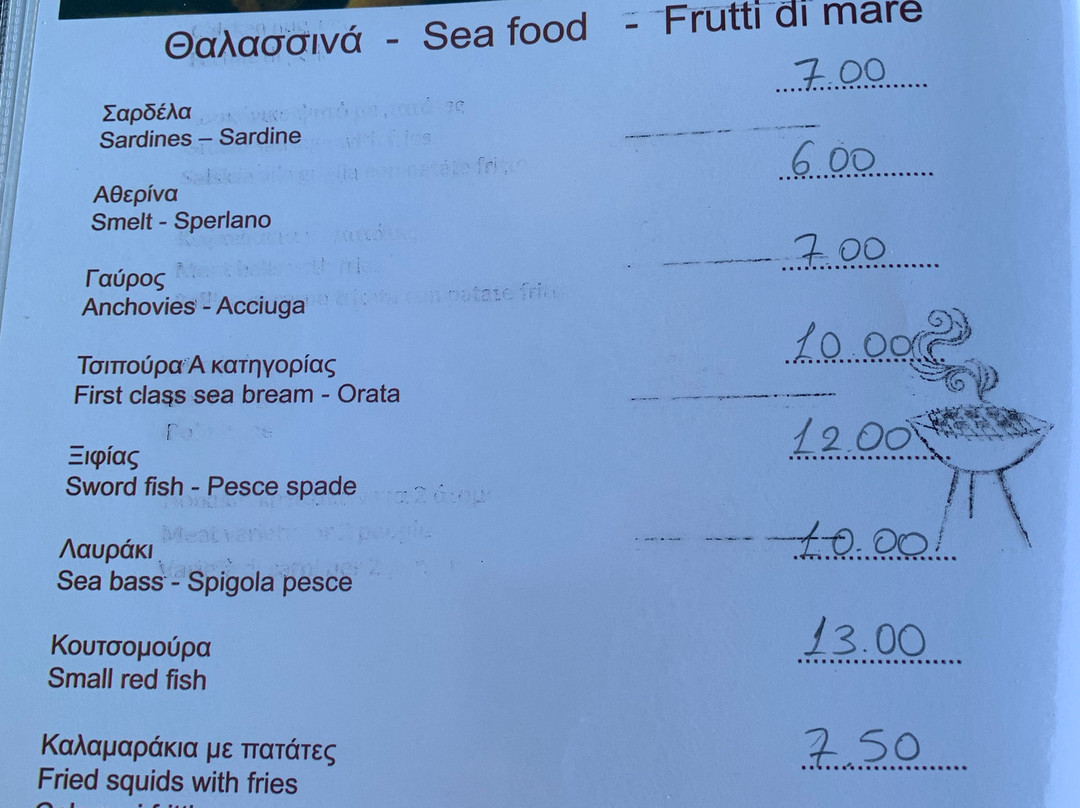 Θαλασσινά - Sea food - Frutti di mare
Σαρδέλα 7.00
Sardines – Sardine
Αθερίνα 6.00
Smelt - Sperlano
Γαύρος 7.00
Anchovies - Acciuga
Τσιπούρα Α κατηγορίας 10.00
First class sea bream - Orata
Ξιφίας 12.00
Sword fish - Pesce spade
Λαυράκι 10.00
Sea bass - Spigola pesce
Κουτσομούρα 13.00
Small red fish
Καλαμαράκια με πατάτες 7.50
Fried squids with fries